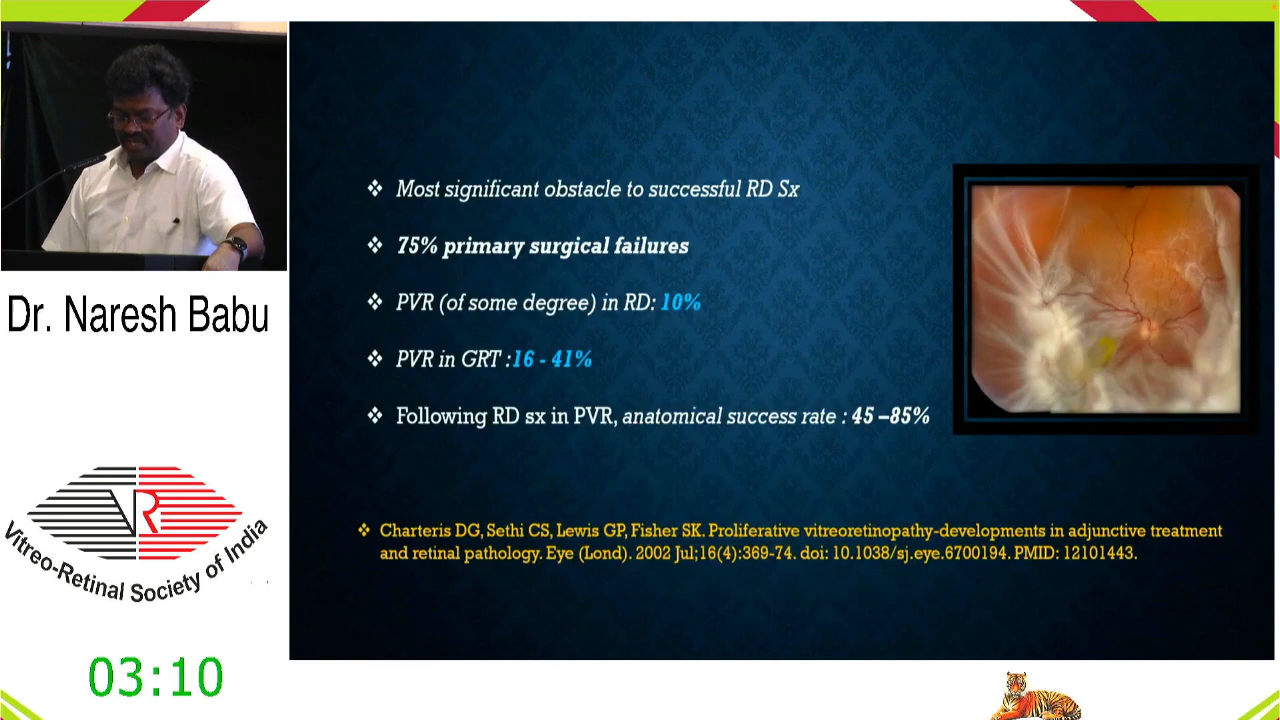 Dr. Naresh Babu
VR
Vitreo-Retinal Society of India
03:10
❖ Most significant obstacle to successful RD Sx
❖ 75% primary surgical failures
❖ PVR (of some degree) in RD: 10%
❖ PVR in GRT :16 - 41%
❖ Following RD sx in PVR, anatomical success rate : 45 –85%
❖ Charteris DG, Sethi CS, Lewis GP, Fisher SK. Proliferative vitreoretinopathy-developments in adjunctive treatment
and retinal pathology. Eye (Lond). 2002 Jul;16(4):369-74. doi: 10.1038/sj.eye.6700194. PMID: 12101443.